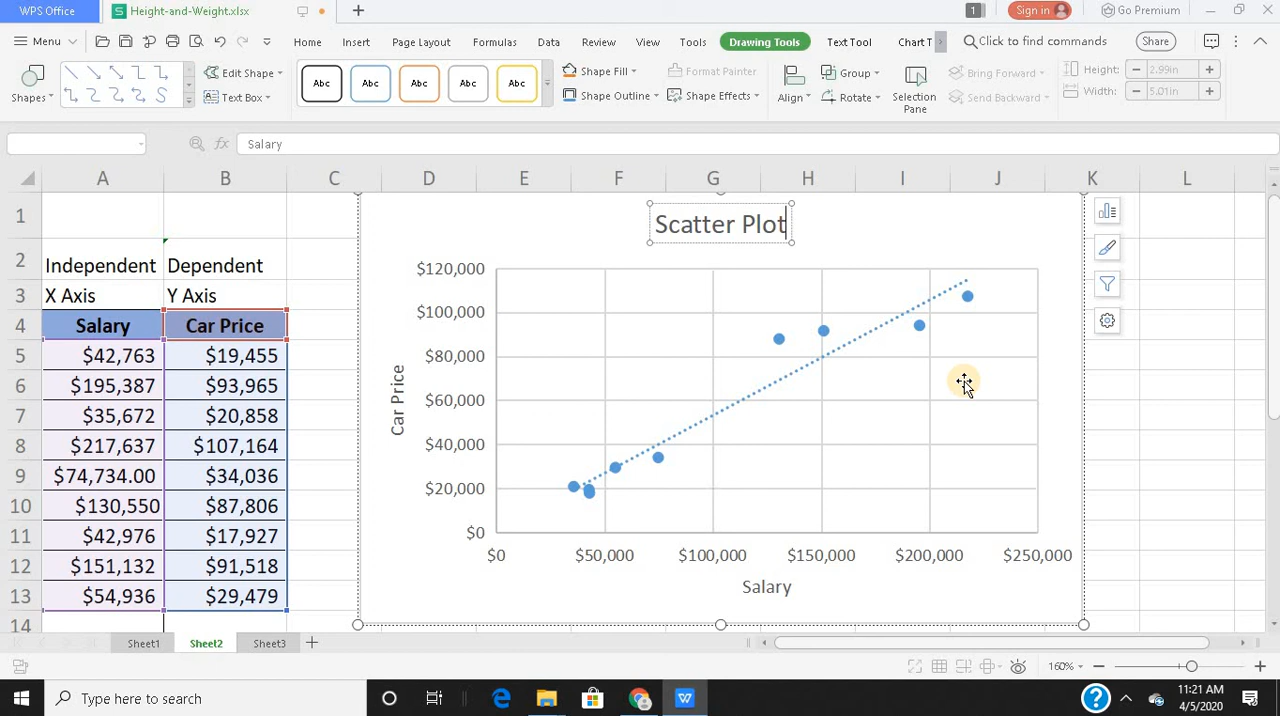 WPS Office
Height-and-Weight.xlsx
1
Sign in
Go Premium
Menu
Home
Insert
Page Layout
Formulas
Data
Review
View
Tools
Drawing Tools
Text Tool
Chart T
Click to find commands
Share
Shapes
Edit Shape
Text Box
Abc
Abc
Abc
Abc
Abc
Shape Fill
Shape Outline
Format Painter
Shape Effects
Align
Group
Rotate
Selection
Pane
Bring Forward
Send Backward
Height: 2.99in
Width: 5.01in
fx Salary
A B C D E F G H I J K L
1
2 Independent Dependent
3 X Axis Y Axis
4 Salary Car Price
5 $42,763 $19,455
6 $195,387 $93,965
7 $35,672 $20,858
8 $217,637 $107,164
9 $74,734.00 $34,036
10 $130,550 $87,806
11 $42,976 $17,927
12 $151,132 $91,518
13 $54,936 $29,479
14
Scatter Plot
$120,000
$100,000
$80,000
$60,000
$40,000
$20,000
$0
Car Price
$0 $50,000 $100,000 $150,000 $200,000 $250,000
Salary
Sheet1 Sheet2 Sheet3
160%
Type here to search
11:21 AM
4/5/2020